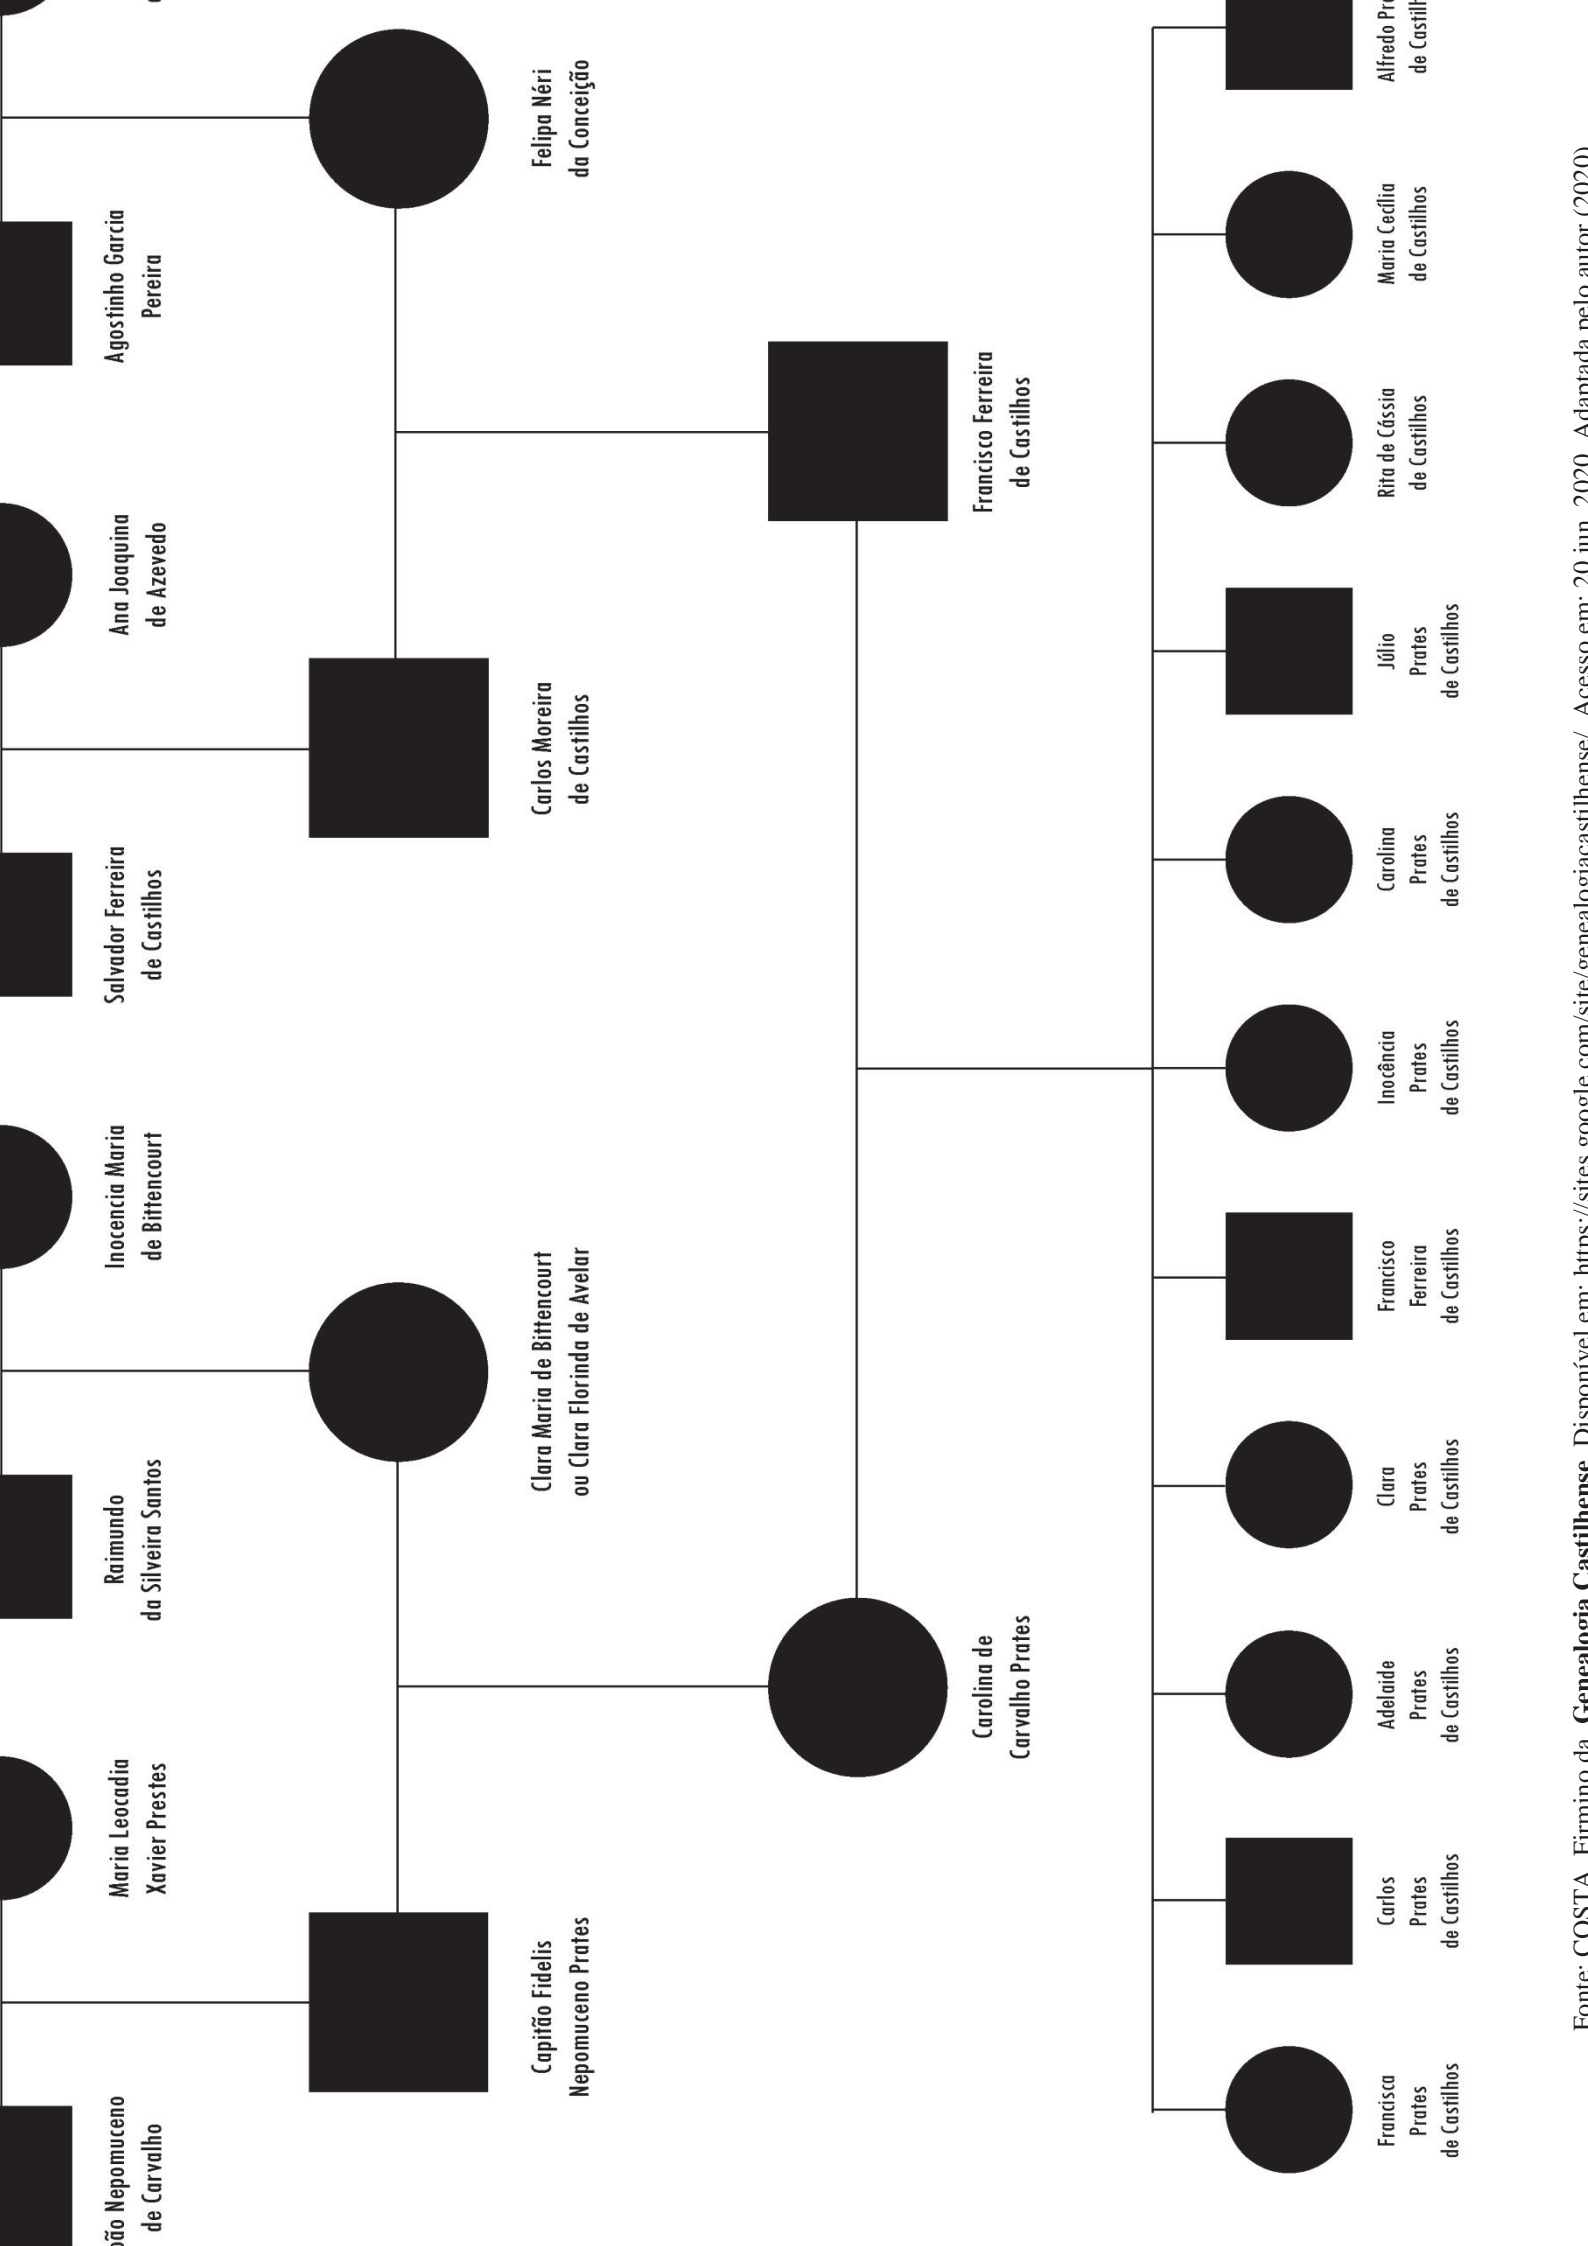 Nepomuceno
de Carvalho
Maria Leocadia
Xavier Prestes
Raimundo
da Silveira Santos
Inocencia Maria
de Bittencourt
Salvador Ferreira
de Castilhos
Ana Joaquina
de Azevedo
Agostinho Garcia
Pereira
Capitão Fidelis
Nepomuceno Prates
Clara Maria de Bittencourt
ou Clara Florinda de Avelar
Carlos Moreira
de Castilhos
Felipa Néri
da Conceição
Carolina de
Carvalho Prates
Francisco Ferreira
de Castilhos
Francisca
Prates
de Castilhos
Carlos
Prates
de Castilhos
Adelaide
Prates
de Castilhos
Clara
Prates
de Castilhos
Francisco
Ferreira
de Castilhos
Inocência
Prates
de Castilhos
Carolina
Prates
de Castilhos
Júlio
Prates
de Castilhos
Rita de Cássia
de Castilhos
Maria Cecília
de Castilhos
Alfredo
de
Fonte: COSTA, Firmino da. Genealogia Castilhense. Disponível em: https://sites.google.com/site/genealogiacastilhense/. Acesso em: 20 jun. 2020. Adaptada pelo autor (2020)